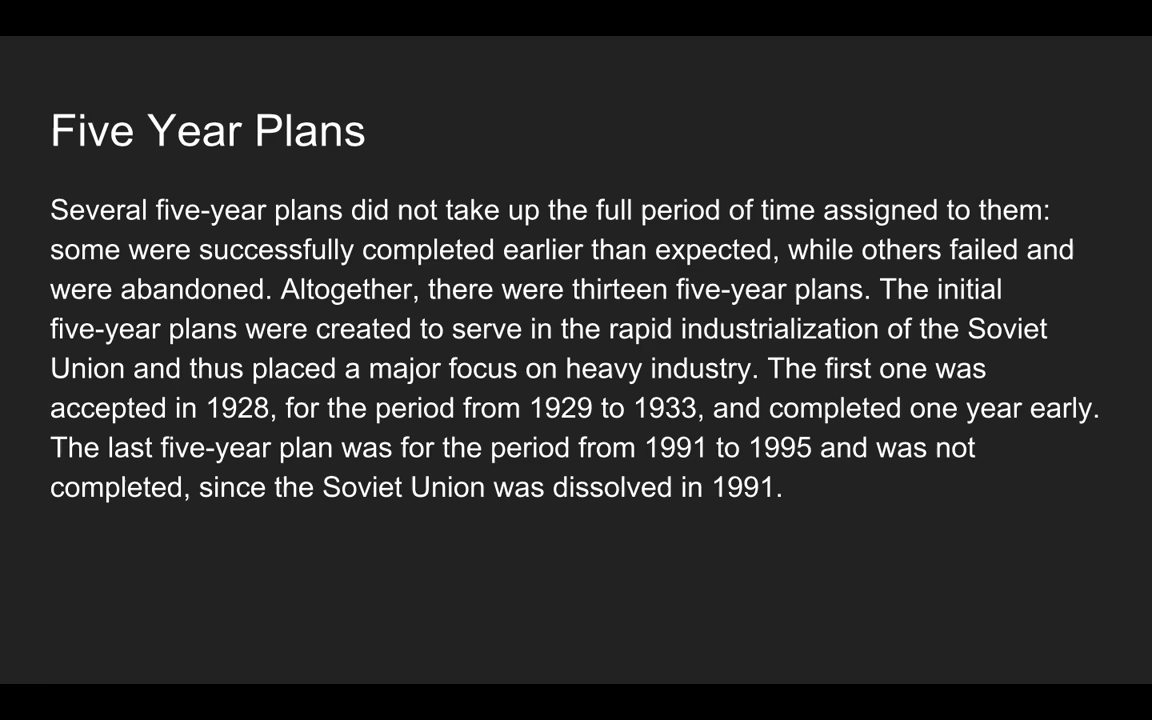 Five Year Plans
Several five-year plans did not take up the full period of time assigned to them:
some were successfully completed earlier than expected, while others failed and
were abandoned. Altogether, there were thirteen five-year plans. The initial
five-year plans were created to serve in the rapid industrialization of the Soviet
Union and thus placed a major focus on heavy industry. The first one was
accepted in 1928, for the period from 1929 to 1933, and completed one year early.
The last five-year plan was for the period from 1991 to 1995 and was not
completed, since the Soviet Union was dissolved in 1991.